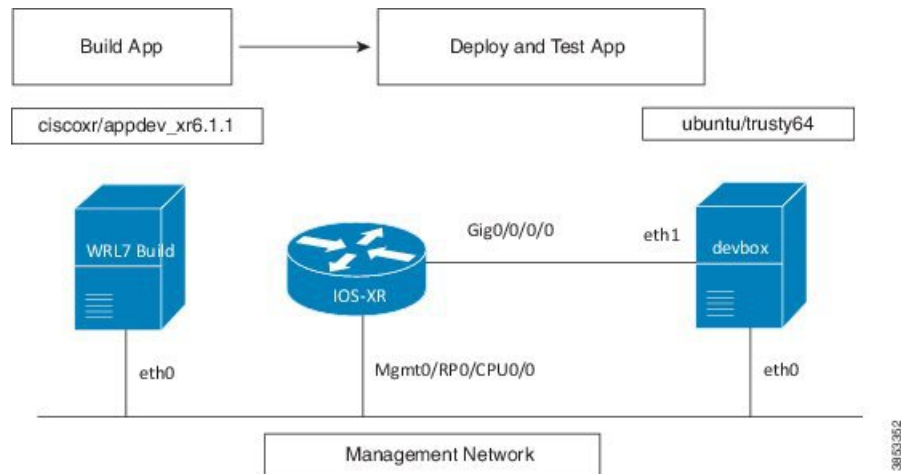 Build App
Deploy and Test App
ciscoxr/appdev_xr6.1.1
ubuntu/trusty64
WRL7 Build
IOS-XR
Gig0/0/0/0
eth1
devbox
eth0
Mgmt0/RP0/CPU0/0
eth0
Management Network
3853352